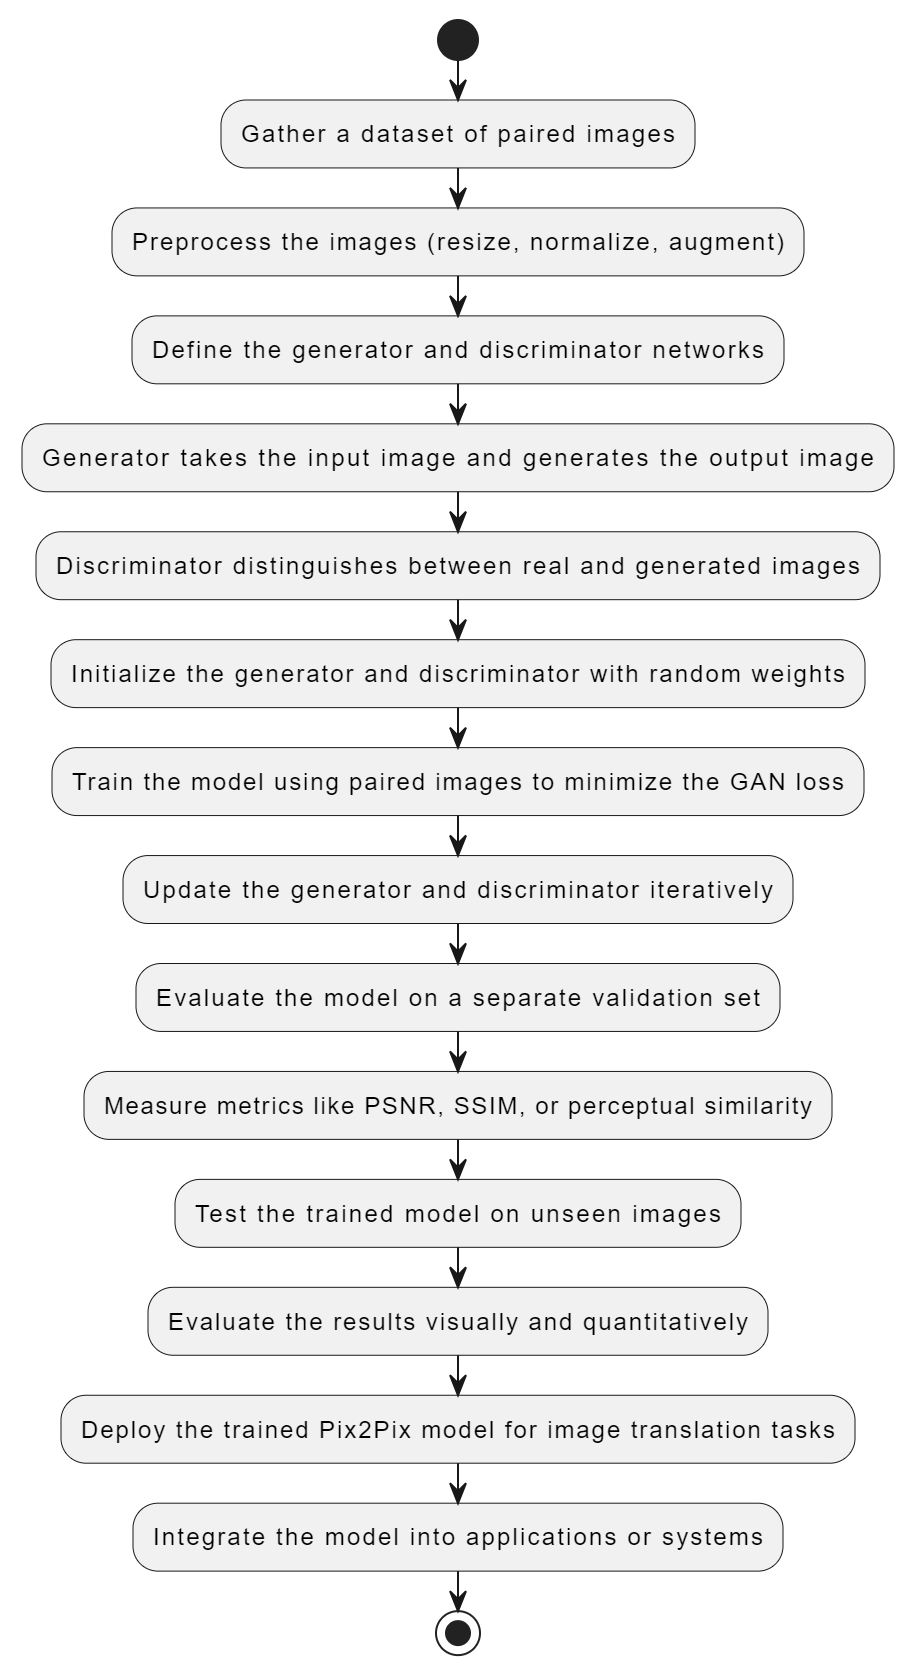 Gather a dataset of paired images
Preprocess the images (resize, normalize, augment)
Define the generator and discriminator networks
Generator takes the input image and generates the output image
Discriminator distinguishes between real and generated images
Initialize the generator and discriminator with random weights
Train the model using paired images to minimize the GAN loss
Update the generator and discriminator iteratively
Evaluate the model on a separate validation set
Measure metrics like PSNR, SSIM, or perceptual similarity
Test the trained model on unseen images
Evaluate the results visually and quantitatively
Deploy the trained Pix2Pix model for image translation tasks
Integrate the model into applications or systems